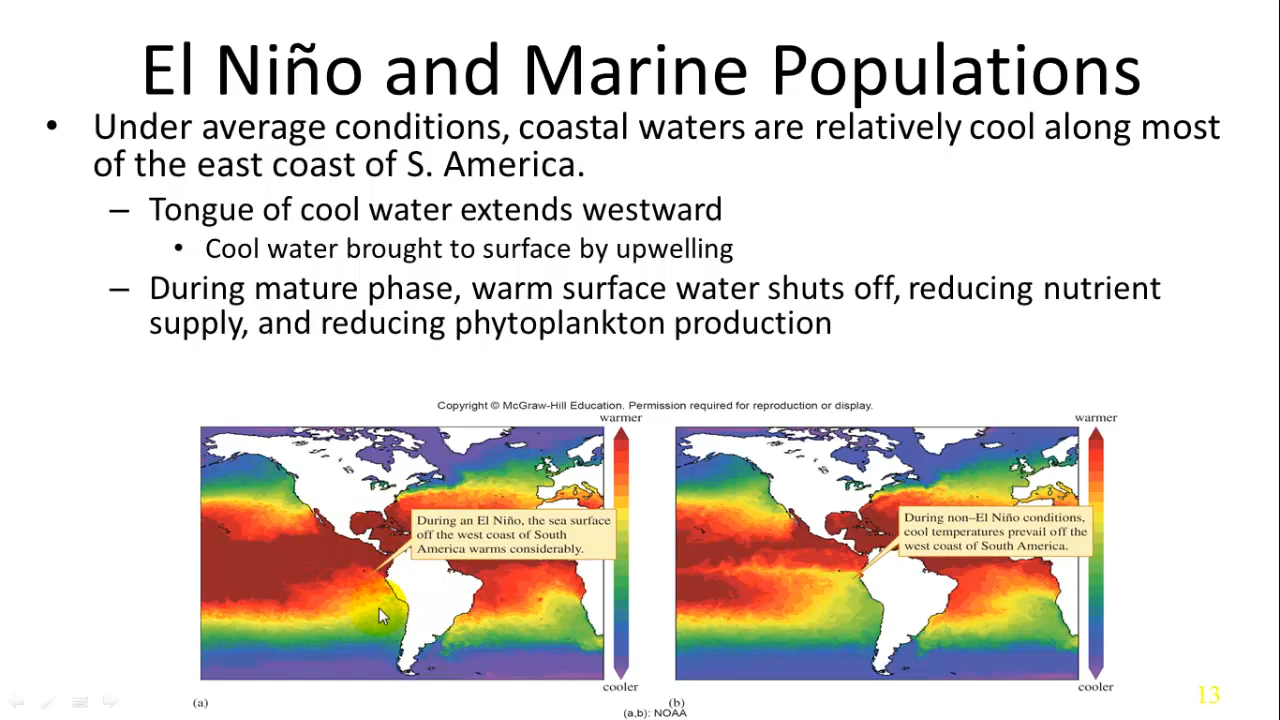 El Niño and Marine Populations
• Under average conditions, coastal waters are relatively cool along most
of the east coast of S. America.
– Tongue of cool water extends westward
• Cool water brought to surface by upwelling
– During mature phase, warm surface water shuts off, reducing nutrient
supply, and reducing phytoplankton production
Copyright © McGraw-Hill Education. Permission required for reproduction or display.
warmer
During an El Niño, the sea surface
off the west coast of South
America warms considerably.
cooler
(a)
warmer
During non–El Niño conditions,
cool temperatures prevail off the
west coast of South America.
cooler
(b)
(a,b): NOAA
13